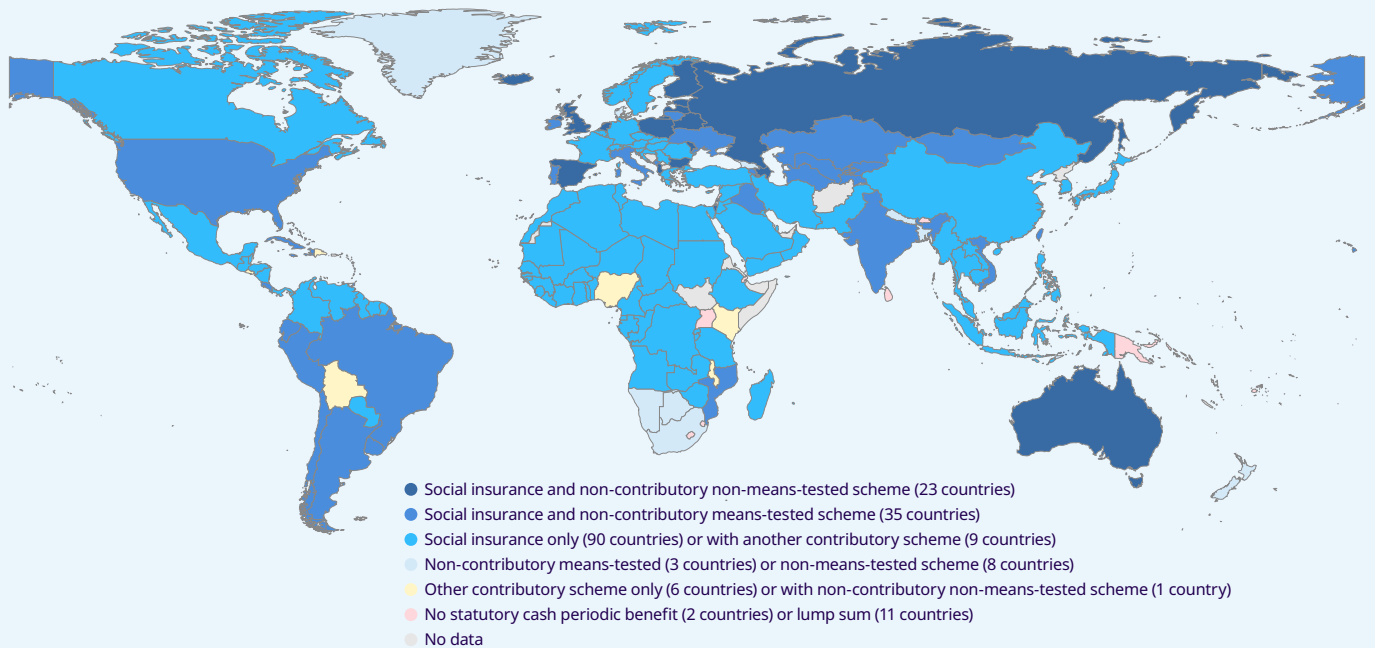 Social insurance and non-contributory non-means-tested scheme (23 countries)
Social insurance and non-contributory means-tested scheme (35 countries)
Social insurance only (90 countries) or with another contributory scheme (9 countries)
Non-contributory means-tested (3 countries) or non-means-tested scheme (8 countries)
Other contributory scheme only (6 countries) or with non-contributory non-means-tested scheme (1 country)
No statutory cash periodic benefit (2 countries) or lump sum (11 countries)
No data